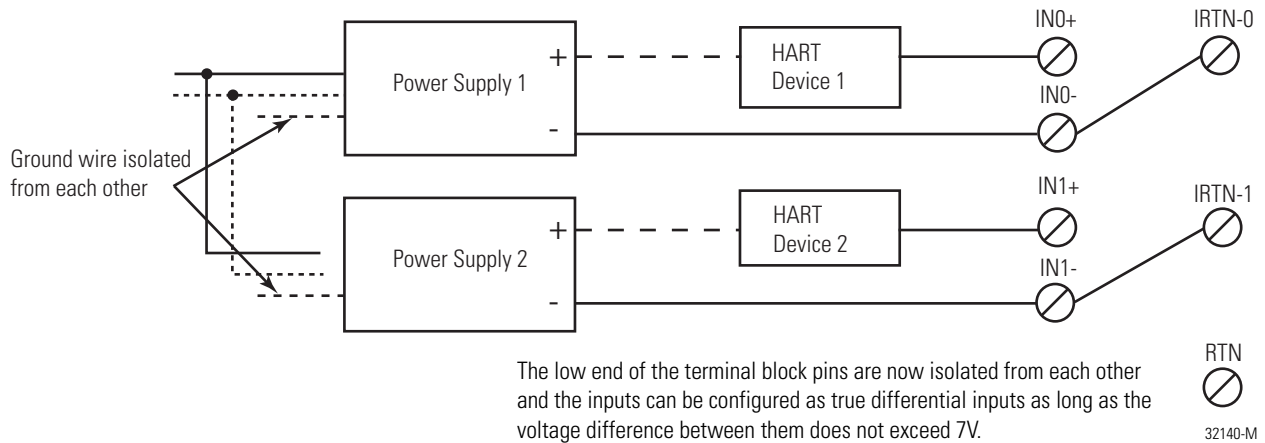 IN0+
IRTN-0
+
HART
Device 1
Power Supply 1
IN0-
-
Ground wire isolated
from each other
IN1+
IRTN-1
+
HART
Device 2
Power Supply 2
IN1-
-
RTN
The low end of the terminal block pins are now isolated from each other
and the inputs can be configured as true differential inputs as long as the
voltage difference between them does not exceed 7V.
32140-M